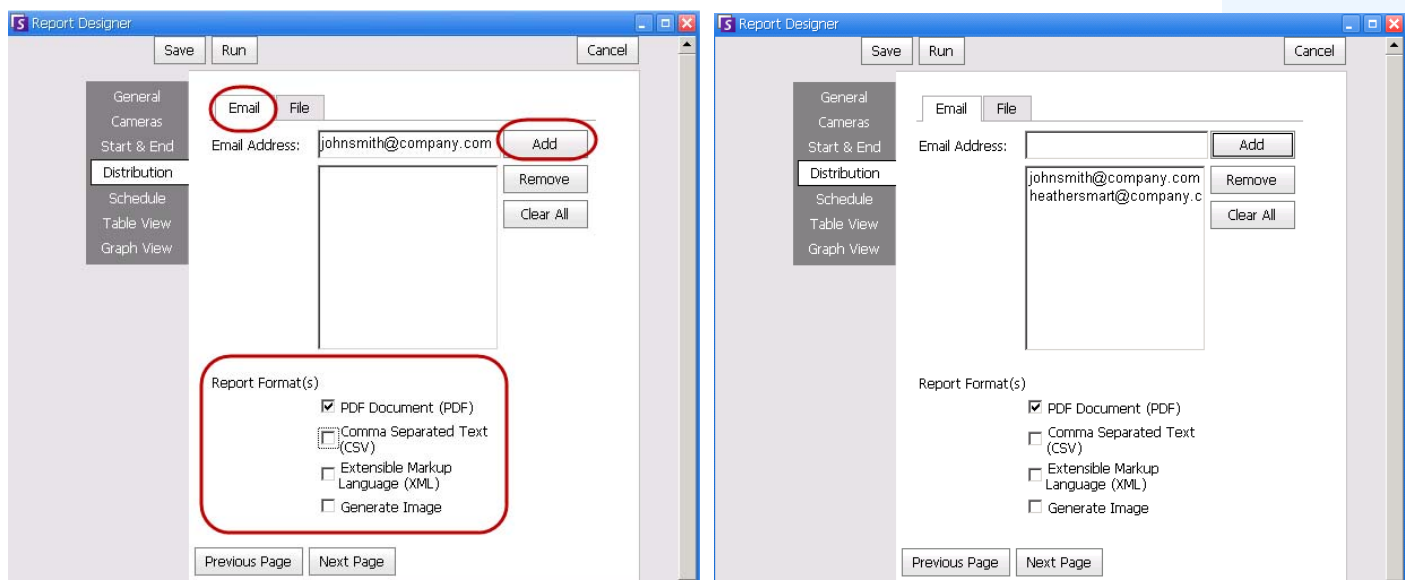 Report Designer
Save Run Cancel
General
Cameras
Start & End
Distribution
Schedule
Table View
Graph View
Email File
Email Address: johnsmith@company.com Add
Remove
Clear All
Report Format(s)
PDF Document (PDF)
Comma Separated Text
(CSV)
Extensible Markup
Language (XML)
Generate Image
Previous Page Next Page
Report Designer
Save Run Cancel
General
Cameras
Start & End
Distribution
Schedule
Table View
Graph View
Email File
Email Address: Add
johnsmith@company.com Remove
heathersmart@company.c
Clear All
Report Format(s)
PDF Document (PDF)
Comma Separated Text
(CSV)
Extensible Markup
Language (XML)
Generate Image
Previous Page Next Page